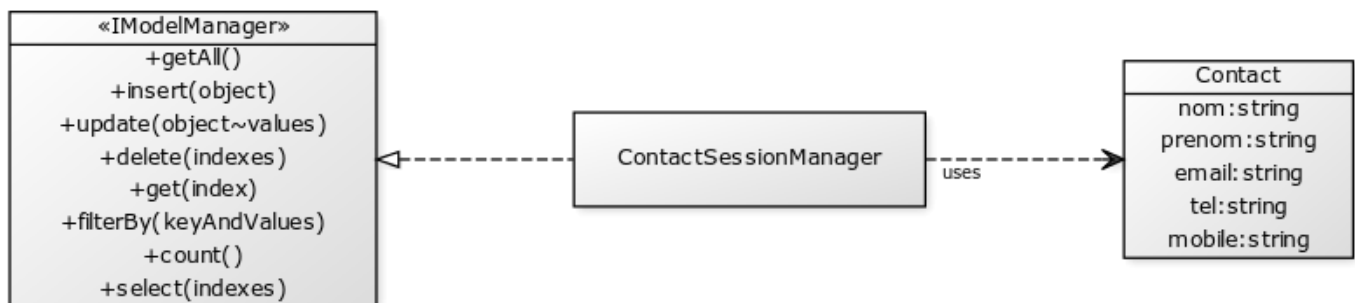 «IModelManager»
+getAll()
+insert(object)
+update(object~values)
+delete(indexes)
+get(index)
+filterBy(keyAndValues)
+count()
+select(indexes)
ContactSessionManager
uses
Contact
nom:string
prenom:string
email:string
tel:string
mobile:string